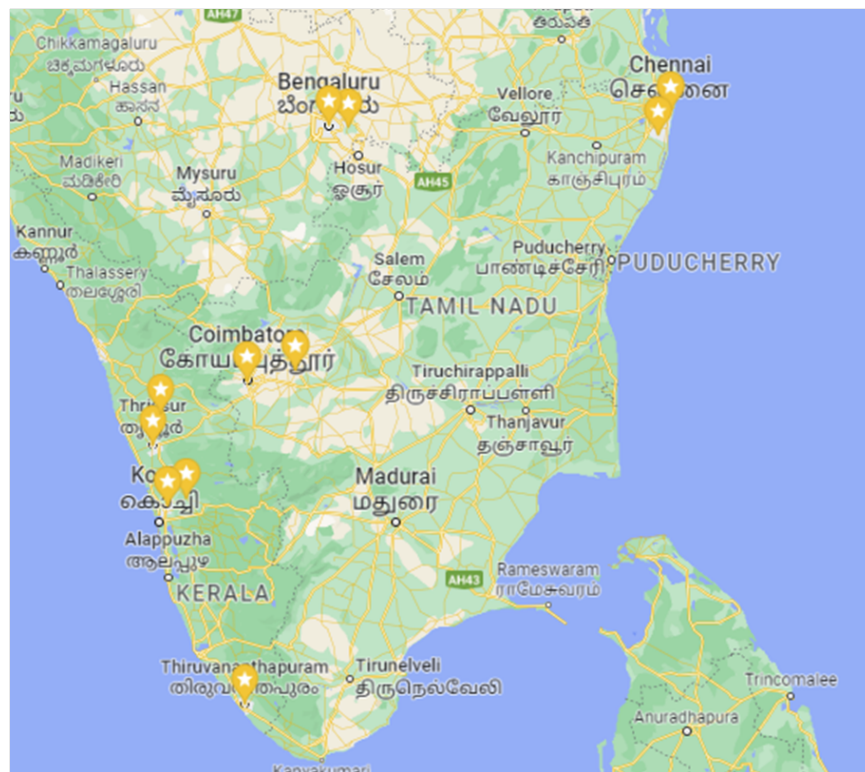 AH47
Chikkamagaluru
ಚಿಕ್ಕಮಗಳೂರು
Hassan
ಹಾಸನ
Bengaluru
திருப்பதி
Chennai
Vellore
வேலூர்
Kanchipuram
காஞ்சிபுரம்
Madikeri
ಮಡಿಕೇರಿ
Mysuru
ಮೈಸೂರು
Hosur
ஓசூர்
AH45
Kannur
കണ്ണൂർ
Thalassery
തലശ്ശേരി
Salem
சேலம்
Puducherry
பாண்டிச்சேரி
PUDUCHERRY
TAMIL NADU
Tiruchirappalli
திருச்சிராப்பள்ளி
Thanjavur
தஞ்சாவூர்
Madurai
மதுரை
Alappuzha
ആലപ്പുഴ
KERALA
AH43
Rameswaram
ராமேசுவரம்
Tirunelveli
திருநெல்வேலி
Trincomalee
Anuradhapura